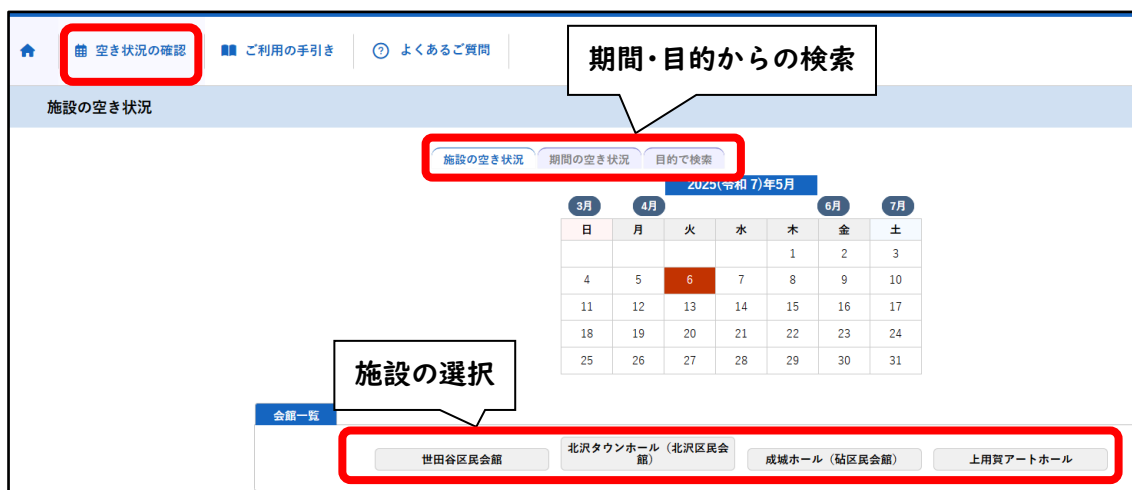 空き状況の確認 ご利用の手引き ? よくあるご質問
期間・目的からの検索
施設の空き状況
施設の空き状況 期間の空き状況 目的で検索
2025(令和 7)年5月
3月 4月 6月 7月
日 月 火 水 木 金 土
1 2 3
4 5 6 7 8 9 10
11 12 13 14 15 16 17
18 19 20 21 22 23 24
25 26 27 28 29 30 31
施設の選択
会館一覧
世田谷区民会館
北沢タウンホール（北沢区民会
館）
成城ホール（砧区民会館）
上用賀アートホール